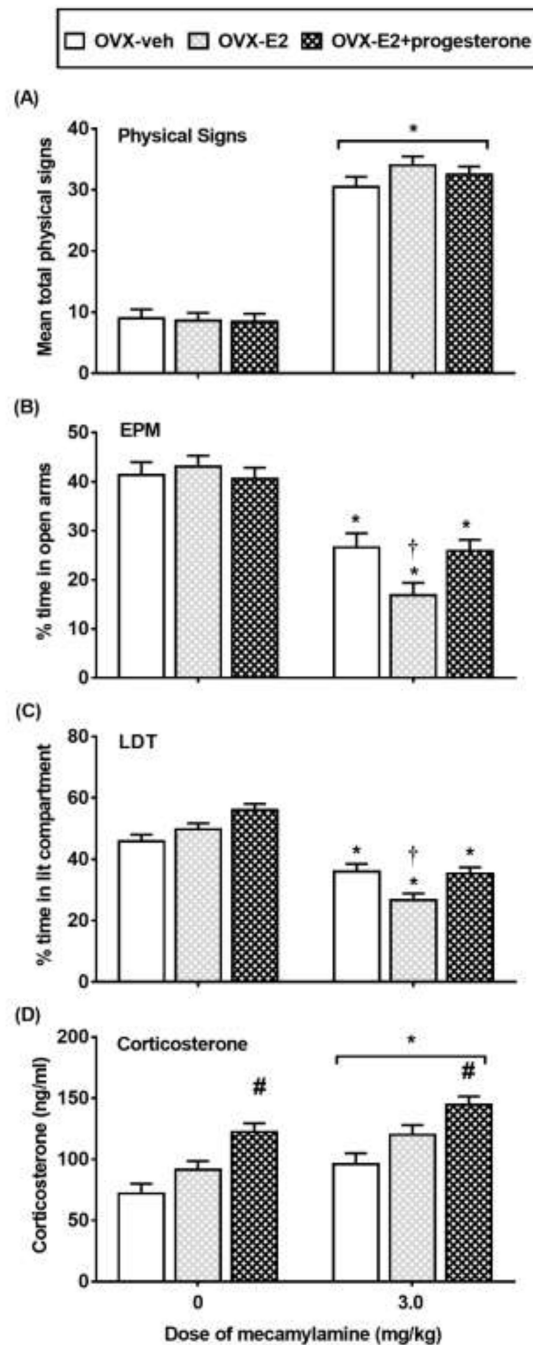 OVX-veh OVX-E2 OVX-E2+progesterone
(A)
Physical Signs
*
40
30
20
10
0
Mean total physical signs
(B)
EPM
50
40
30
20
10
0
% time in open arms
* † * *
(C)
LDT
80
60
40
20
0
% time in lit compartment
* † * *
(D)
Corticosterone
200
150
100
50
0
Corticosterone (ng/ml)
# * #
0 3.0
Dose of mecamylamine (mg/kg)